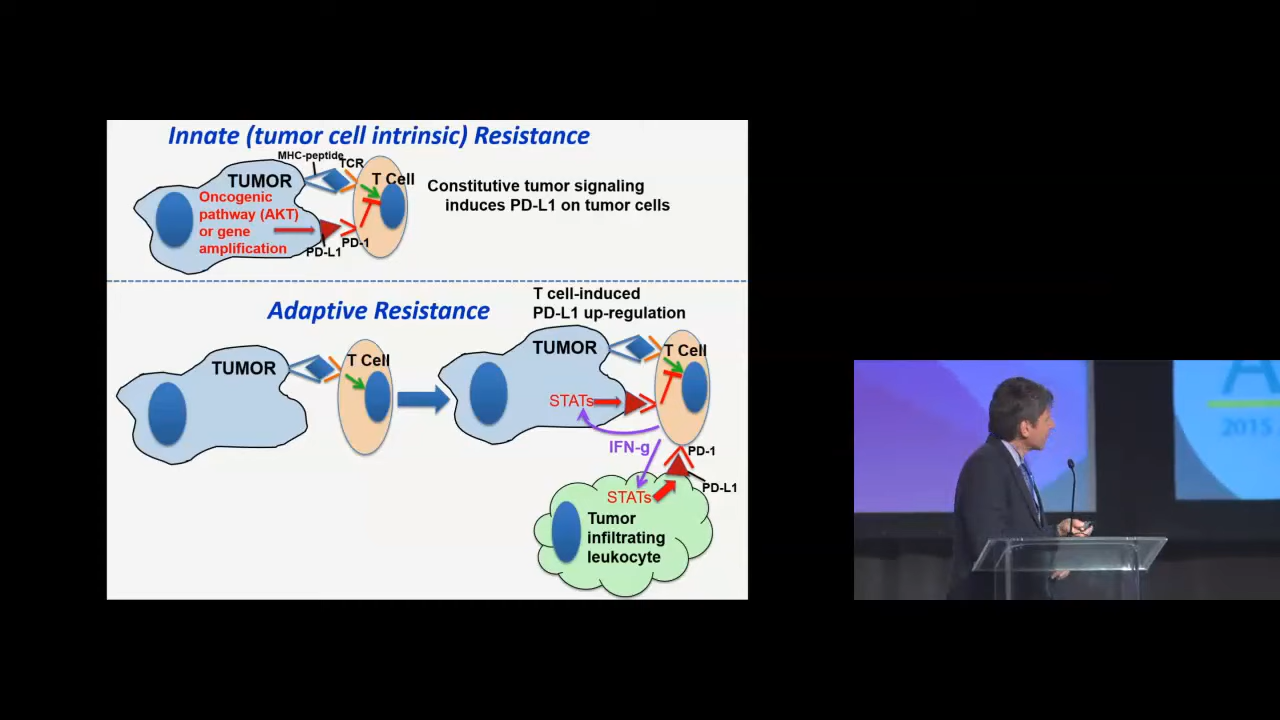 Innate (tumor cell intrinsic) Resistance
MHC-peptide
TCR
T Cell
TUMOR
Oncogenic
pathway (AKT)
or gene
amplification
PD-L1
PD-1
Constitutive tumor signaling
induces PD-L1 on tumor cells
Adaptive Resistance
T cell-induced
PD-L1 up-regulation
TUMOR
T Cell
TUMOR
T Cell
STATs
IFN-g
PD-1
PD-L1
STATs
Tumor
infiltrating
leukocyte
A
2015